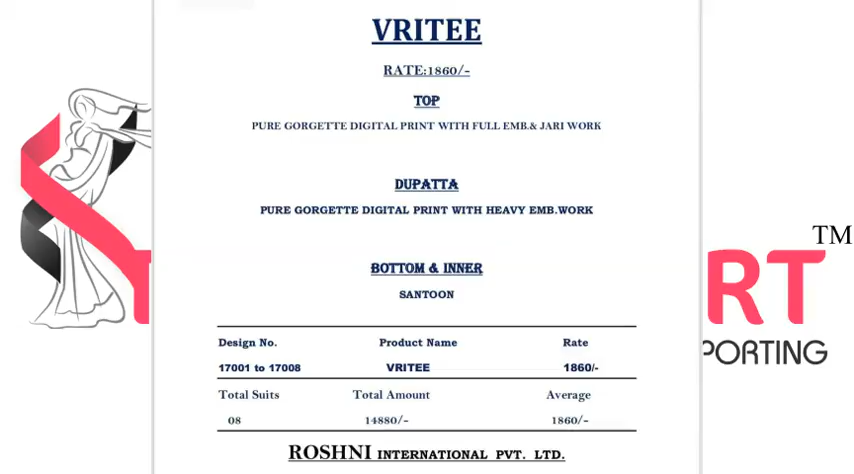 VRITEE
RATE:1860/-
TOP
PURE GORGETTE DIGITAL PRINT WITH FULL EMB.& JARI WORK
DUPATTA
PURE GORGETTE DIGITAL PRINT WITH HEAVY EMB.WORK
TM
BOTTOM & INNER
SANTOON
RT
PORTING
Design No. Product Name Rate
17001 to 17008 VRITEE 1860/-
Total Suits Total Amount Average
08 14880/- 1860/-
ROSHNI INTERNATIONAL PVT. LTD.